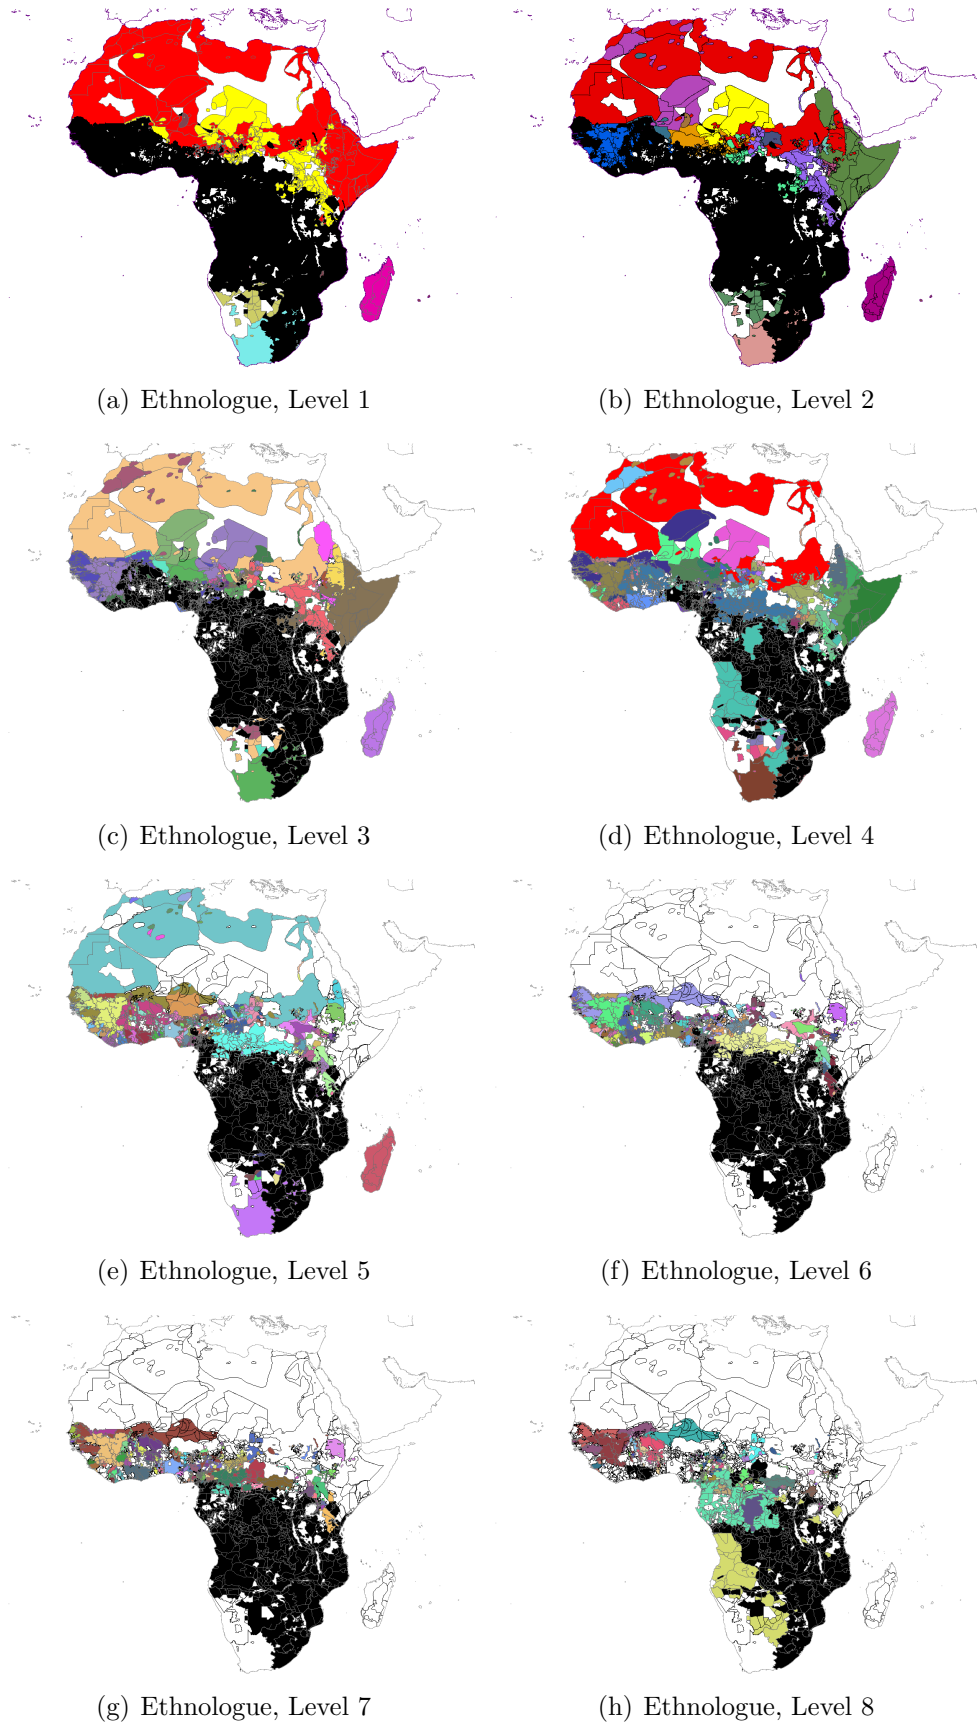 (a) Ethnologue, Level 1
(b) Ethnologue, Level 2
(c) Ethnologue, Level 3
(d) Ethnologue, Level 4
(e) Ethnologue, Level 5
(f) Ethnologue, Level 6
(g) Ethnologue, Level 7
(h) Ethnologue, Level 8